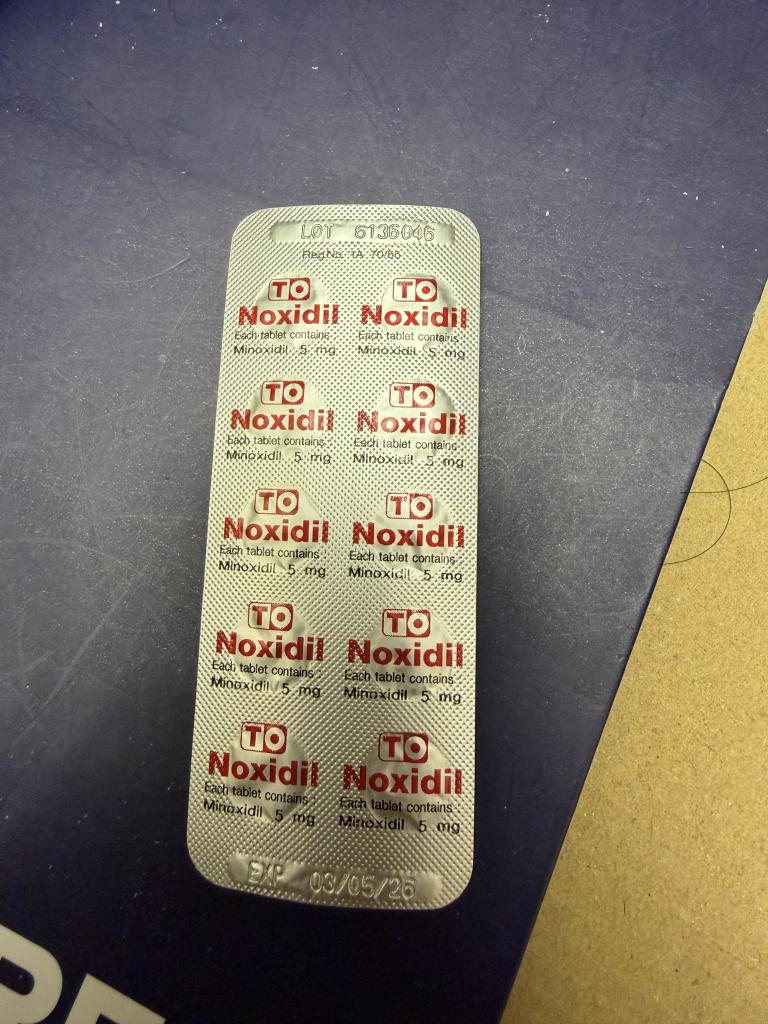 LOT 6136046
Reg.No. 1A 70/86
TO TO
Noxidil Noxidil
Each tablet contains : Each tablet contains :
Minoxidil 5 mg Minoxidil 5 mg
TO TO
Noxidil Noxidil
Each tablet contains : Each tablet contains :
Minoxidil 5 mg Minoxidil 5 mg
TO TO
Noxidil Noxidil
Each tablet contains : Each tablet contains :
Minoxidil 5 mg Minoxidil 5 mg
TO TO
Noxidil Noxidil
Each tablet contains : Each tablet contains :
Minoxidil 5 mg Minoxidil 5 mg
TO TO
Noxidil Noxidil
Each tablet contains : Each tablet contains :
Minoxidil 5 mg Minoxidil 5 mg
EXP 03/05/26